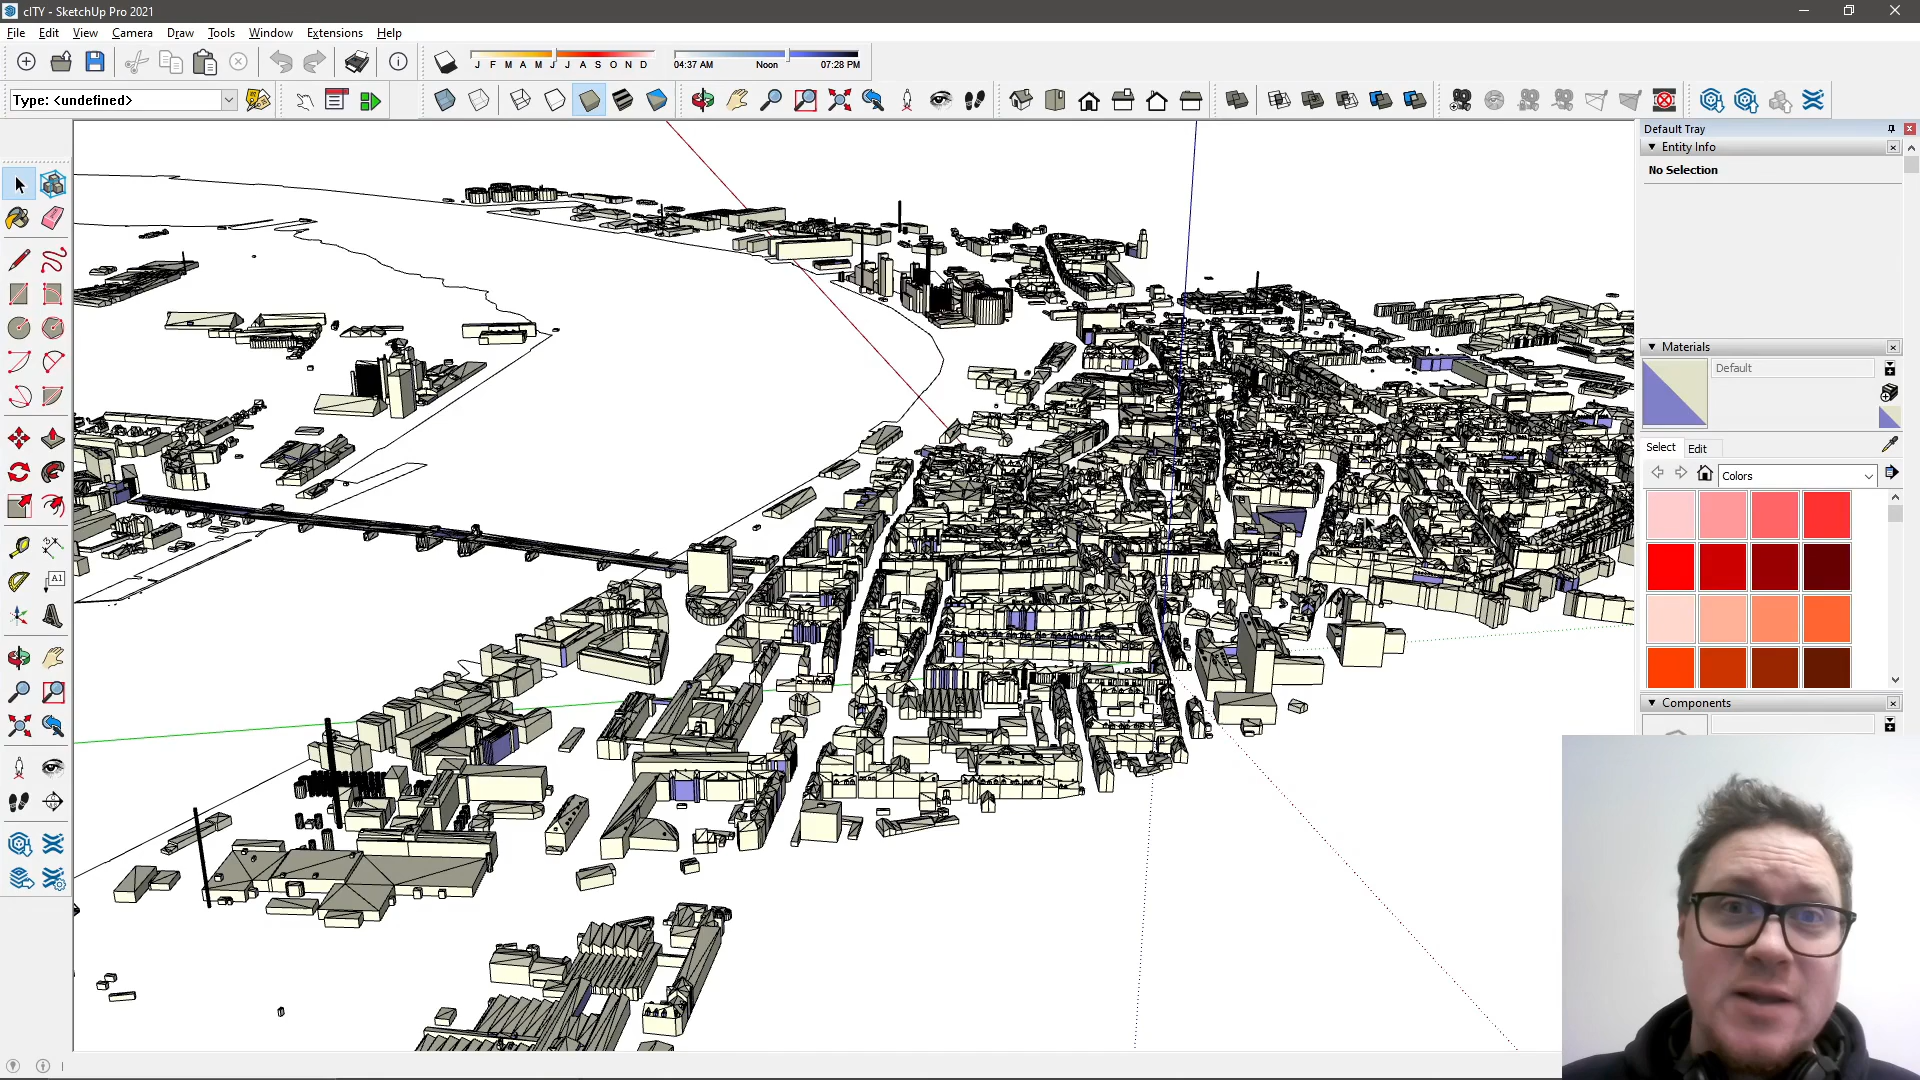 cITY - SketchUp Pro 2021
File Edit View Camera Draw Tools Window Extensions Help
J F M A M J J A S O N D
04:37 AM Noon 07:28 PM
Type: <undefined>
Default Tray
Entity Info
No Selection
Materials
Default
Select Edit
Colors
A1
Components